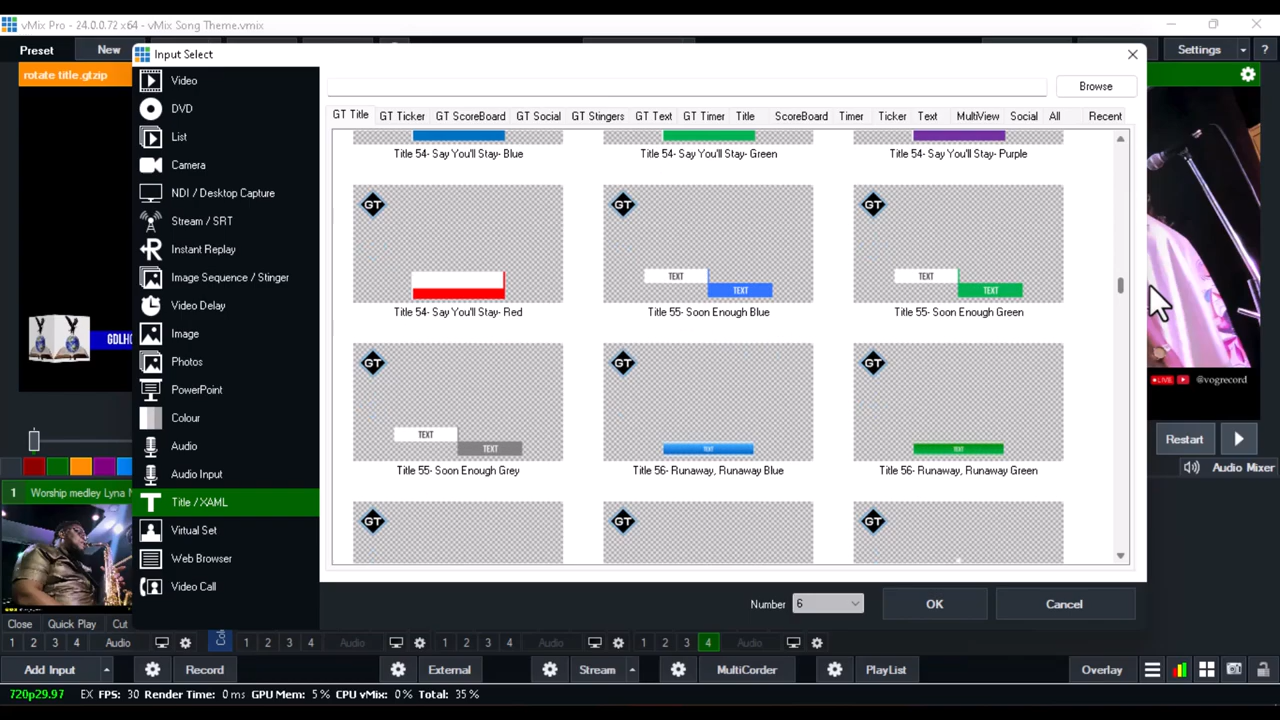 vMix Pro - 24.0.0.72 x64 - vMix Song Theme.vmix
Preset
New
Settings
?
rotate title.gtzip
Input Select
Video
DVD
List
Camera
NDI / Desktop Capture
Stream / SRT
Instant Replay
Image Sequence / Stinger
Video Delay
Image
Photos
PowerPoint
Colour
Audio
Audio Input
Title / XAML
Virtual Set
Web Browser
Video Call
Browse
GT Title
GT Ticker
GT ScoreBoard
GT Social
GT Stingers
GT Text
GT Timer
Title
ScoreBoard
Timer
Ticker
Text
MultiView
Social
All
Recent
Title 54- Say You'll Stay- Blue
Title 54- Say You'll Stay- Green
Title 54- Say You'll Stay- Purple
GT
GT
TEXT
TEXT
GT
TEXT
TEXT
Title 54- Say You'll Stay- Red
Title 55- Soon Enough Blue
Title 55- Soon Enough Green
GT
TEXT
TEXT
GT
TEXT
GT
TEXT
Title 55- Soon Enough Grey
Title 56- Runaway, Runaway Blue
Title 56- Runaway, Runaway Green
GT
GT
GT
Number
6
OK
Cancel
GDLHO
LIVE
@vogrecord
Restart
Audio Mixer
1 Worship medley Lyna
Close
Quick Play
Cut
1 2 3 4 Audio
Colo
1 2 3 4 Audio
1 2 3 4 Audio
1 2 3 4 Audio
Add Input
Record
External
Stream
MultiCorder
PlayList
Overlay
720p29.97 EX FPS: 30 Render Time: 0 ms GPU Mem: 5 % CPU vMix: 0 % Total: 35 %